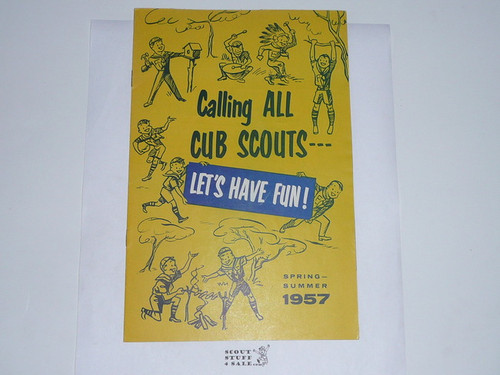 Calling ALL
CUB SCOUTS---
LET'S HAVE FUN!
SPRING-
SUMMER
1957
SCOUT
STUFF
4 SALE...